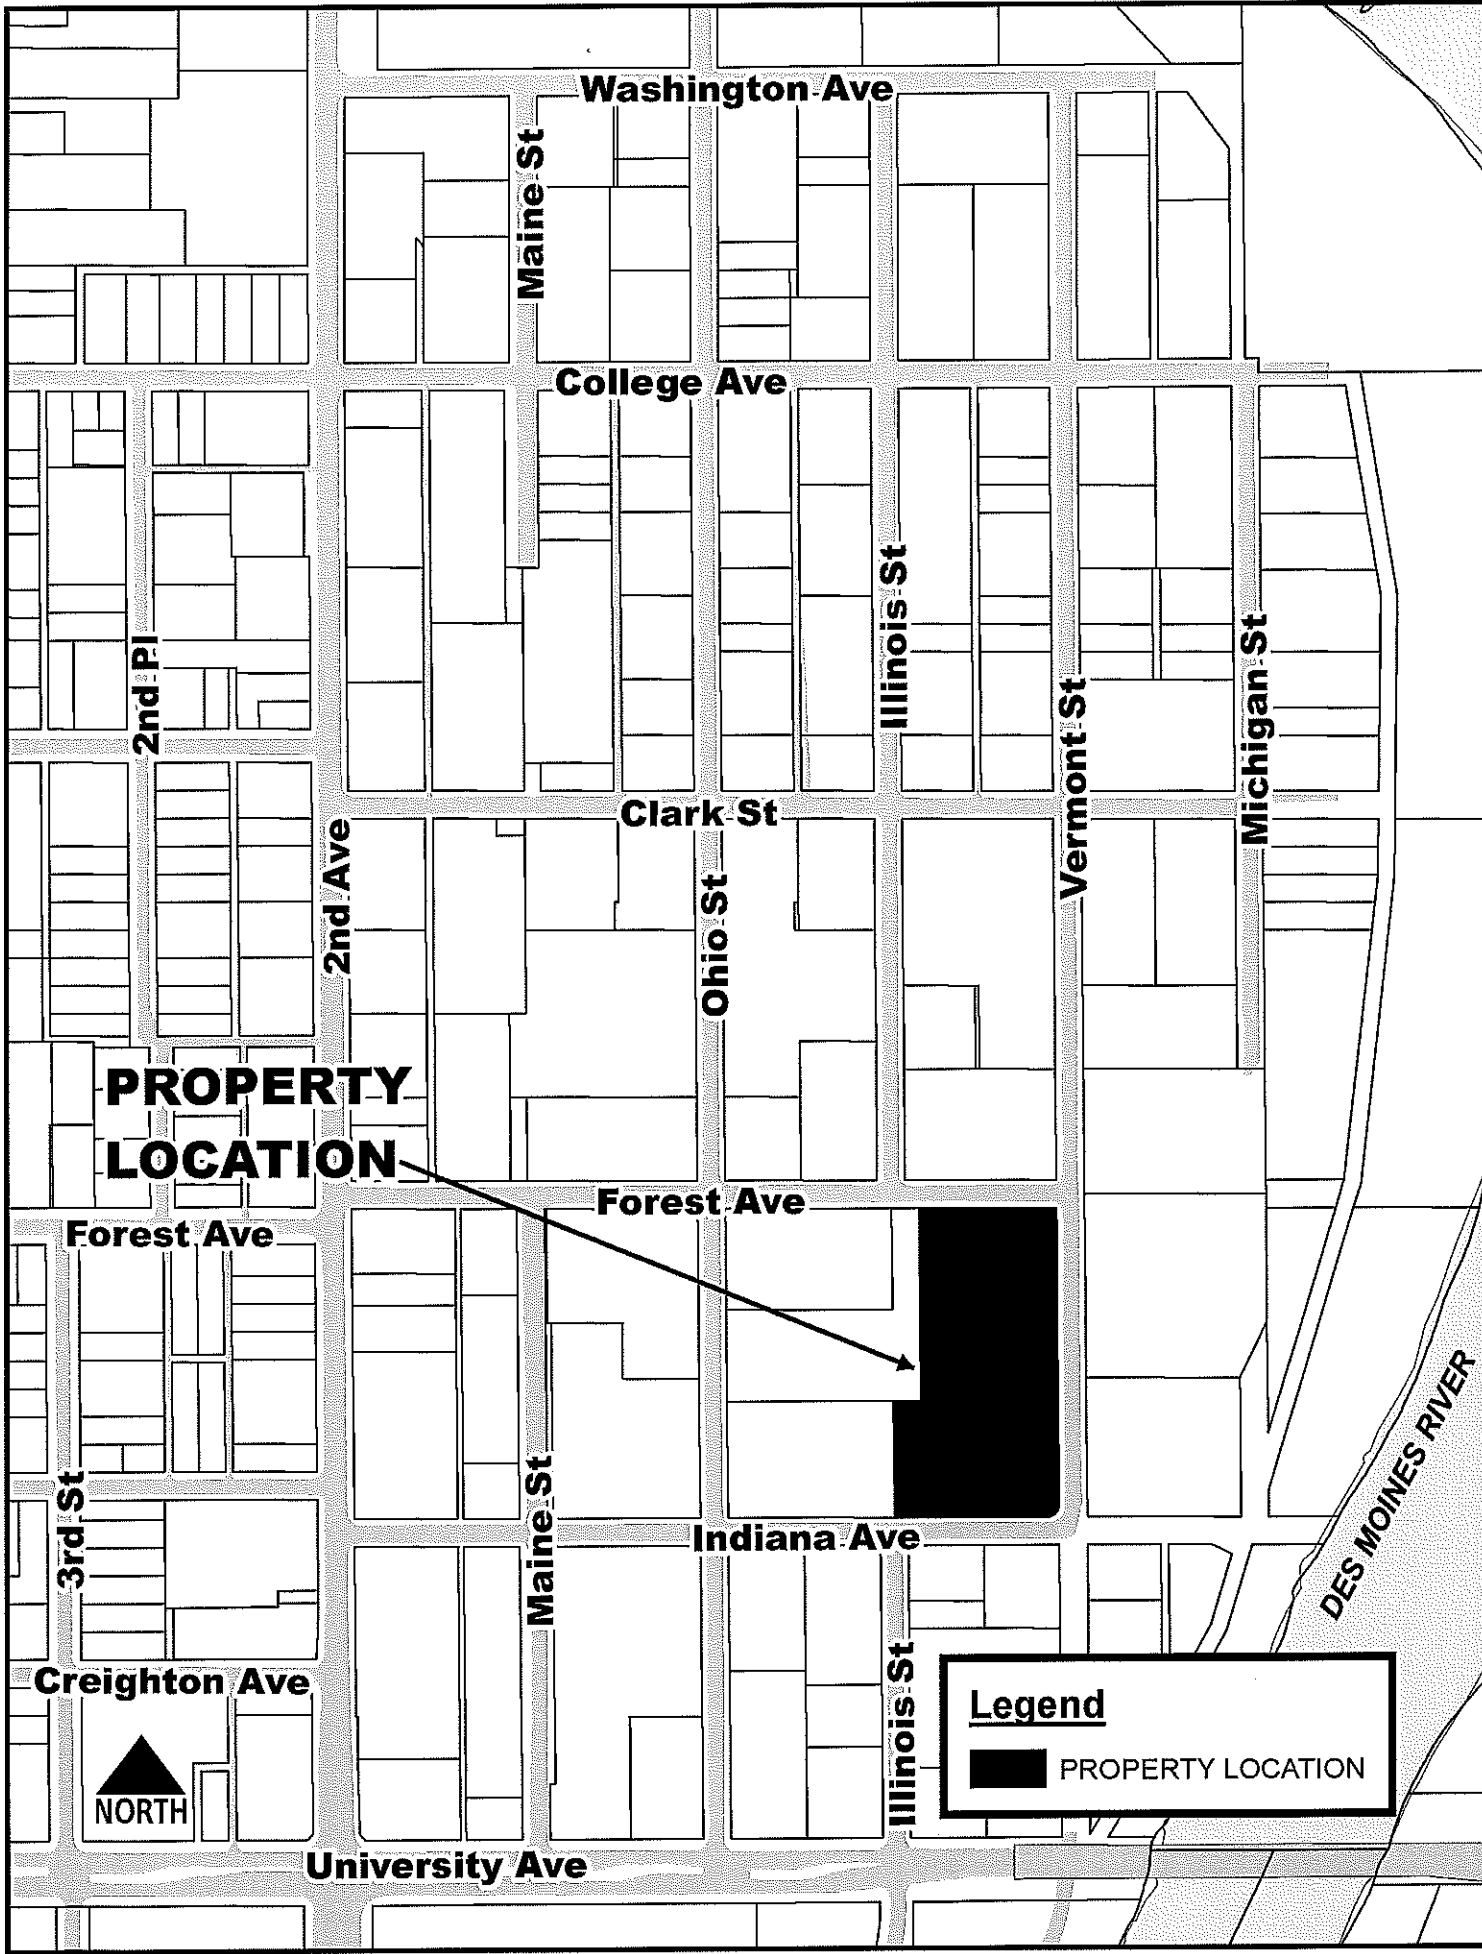 Washington Ave
Maine St
College Ave
Illinois St
2nd Pl
Michigan St
Vermont St
Clark St
2nd Ave
Ohio St
PROPERTY
LOCATION
Forest Ave
Forest Ave
DES MOINES RIVER
3rd St
Maine St
Indiana Ave
Illinois St
Creighton Ave
Legend
PROPERTY LOCATION
NORTH
University Ave